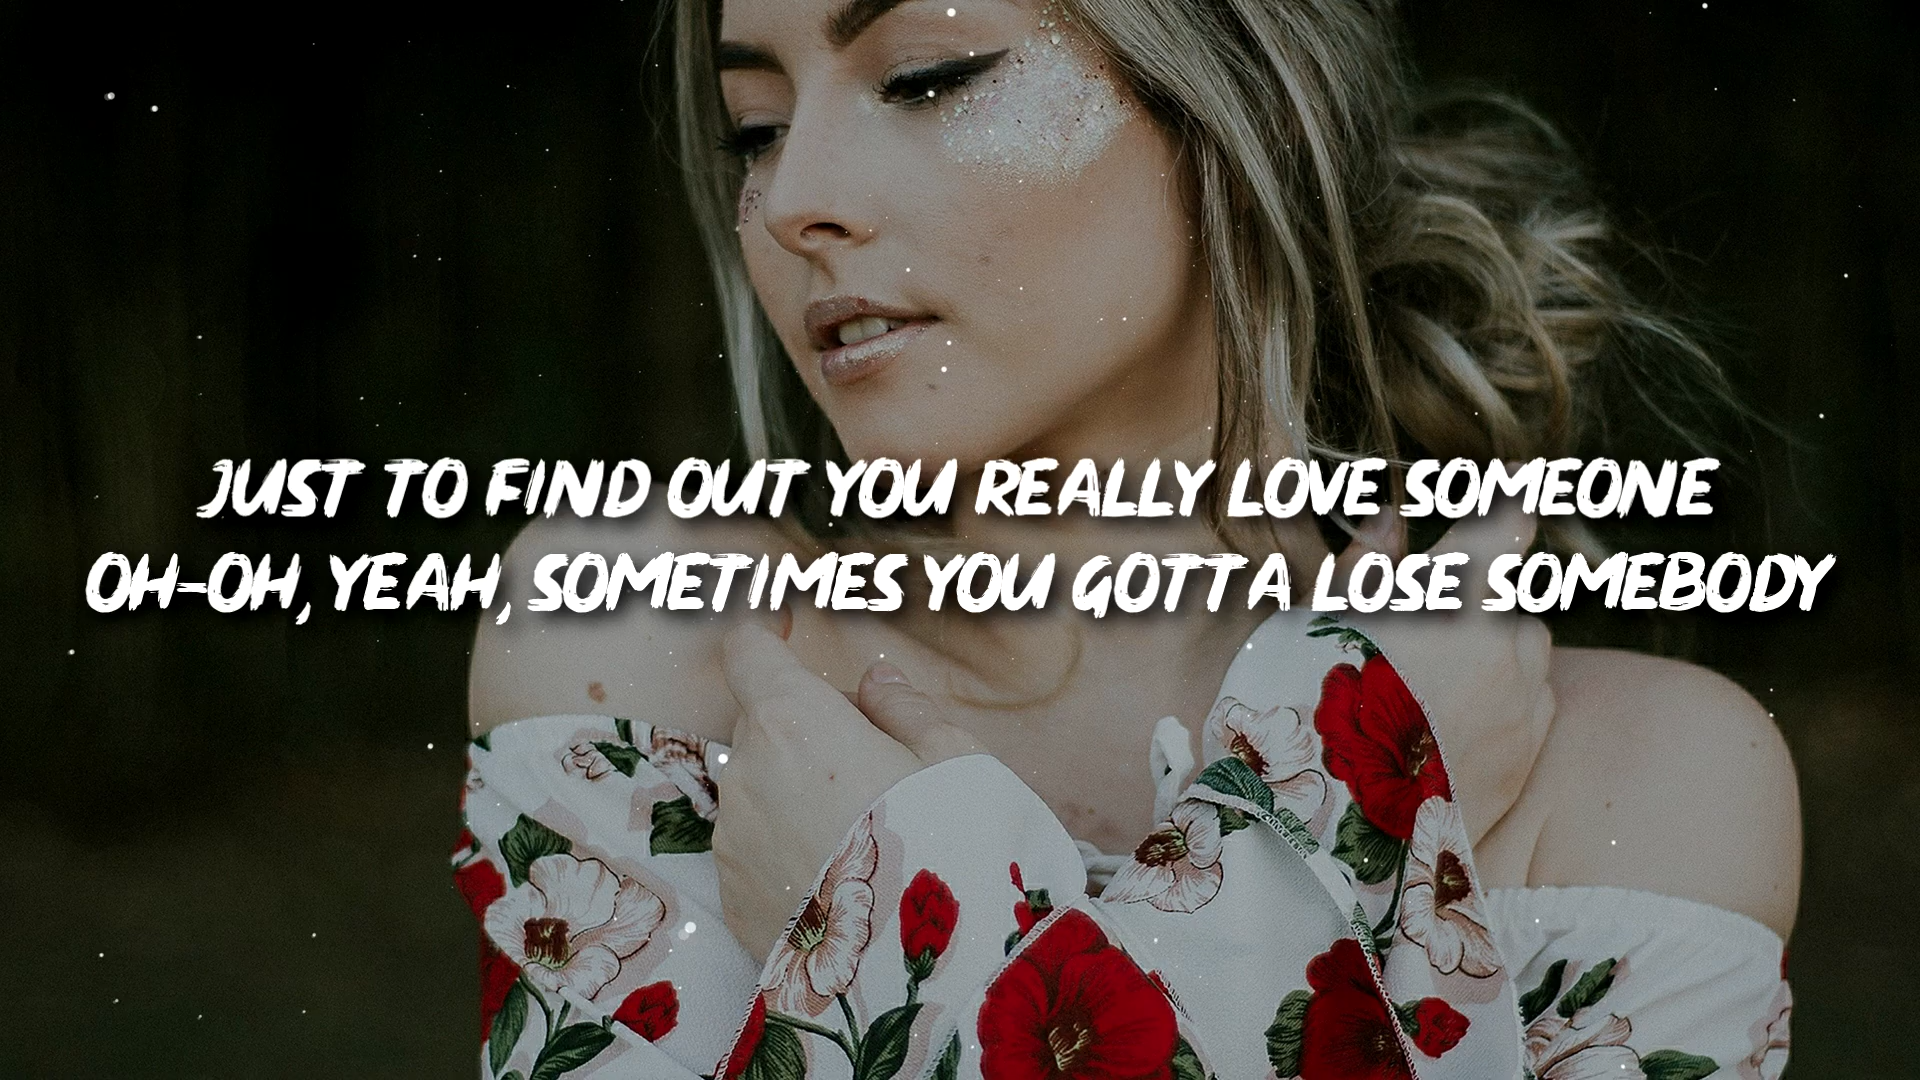 JUST TO FIND OUT YOU REALLY LOVE SOMEONE
OH-OH, YEAH, SOMETIMES YOU GOTTA LOSE SOMEBODY